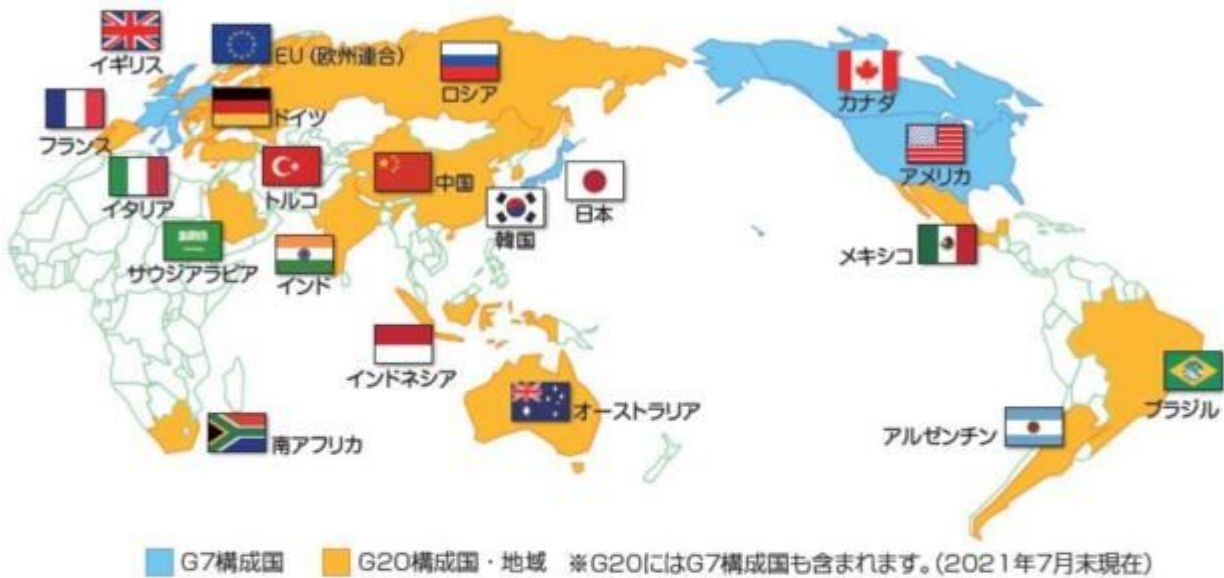 イギリス
EU（欧州連合）
ロシア
カナダ
フランス
ドイツ
アメリカ
イタリア
トルコ
中国
韓国
日本
サウジアラビア
インド
メキシコ
インドネシア
オーストラリア
ブラジル
南アフリカ
アルゼンチン
G7構成国
G20構成国・地域
※G20にはG7構成国も含まれます。(2021年7月末現在)